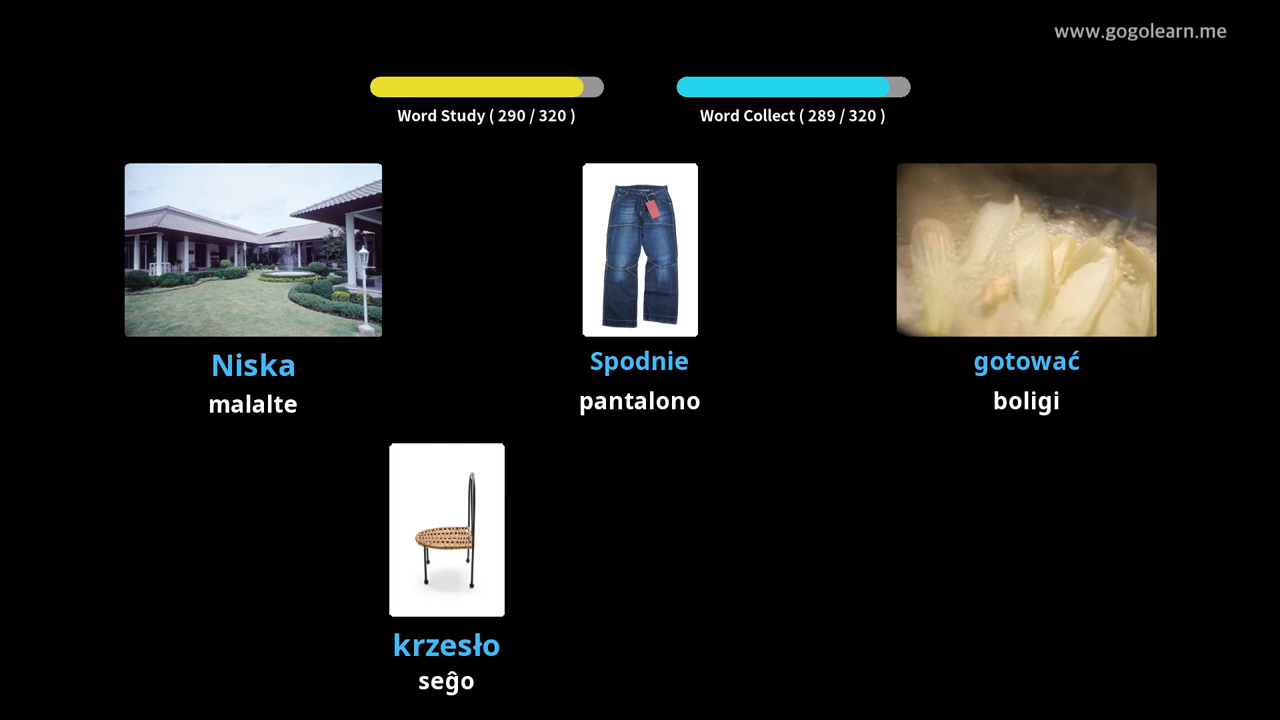 www.gogolearn.me
Word Study ( 290 / 320 )
Word Collect ( 289 / 320 )
Niska
malalte
Spodnie
pantalono
gotować
boligi
krzesło
seĝo